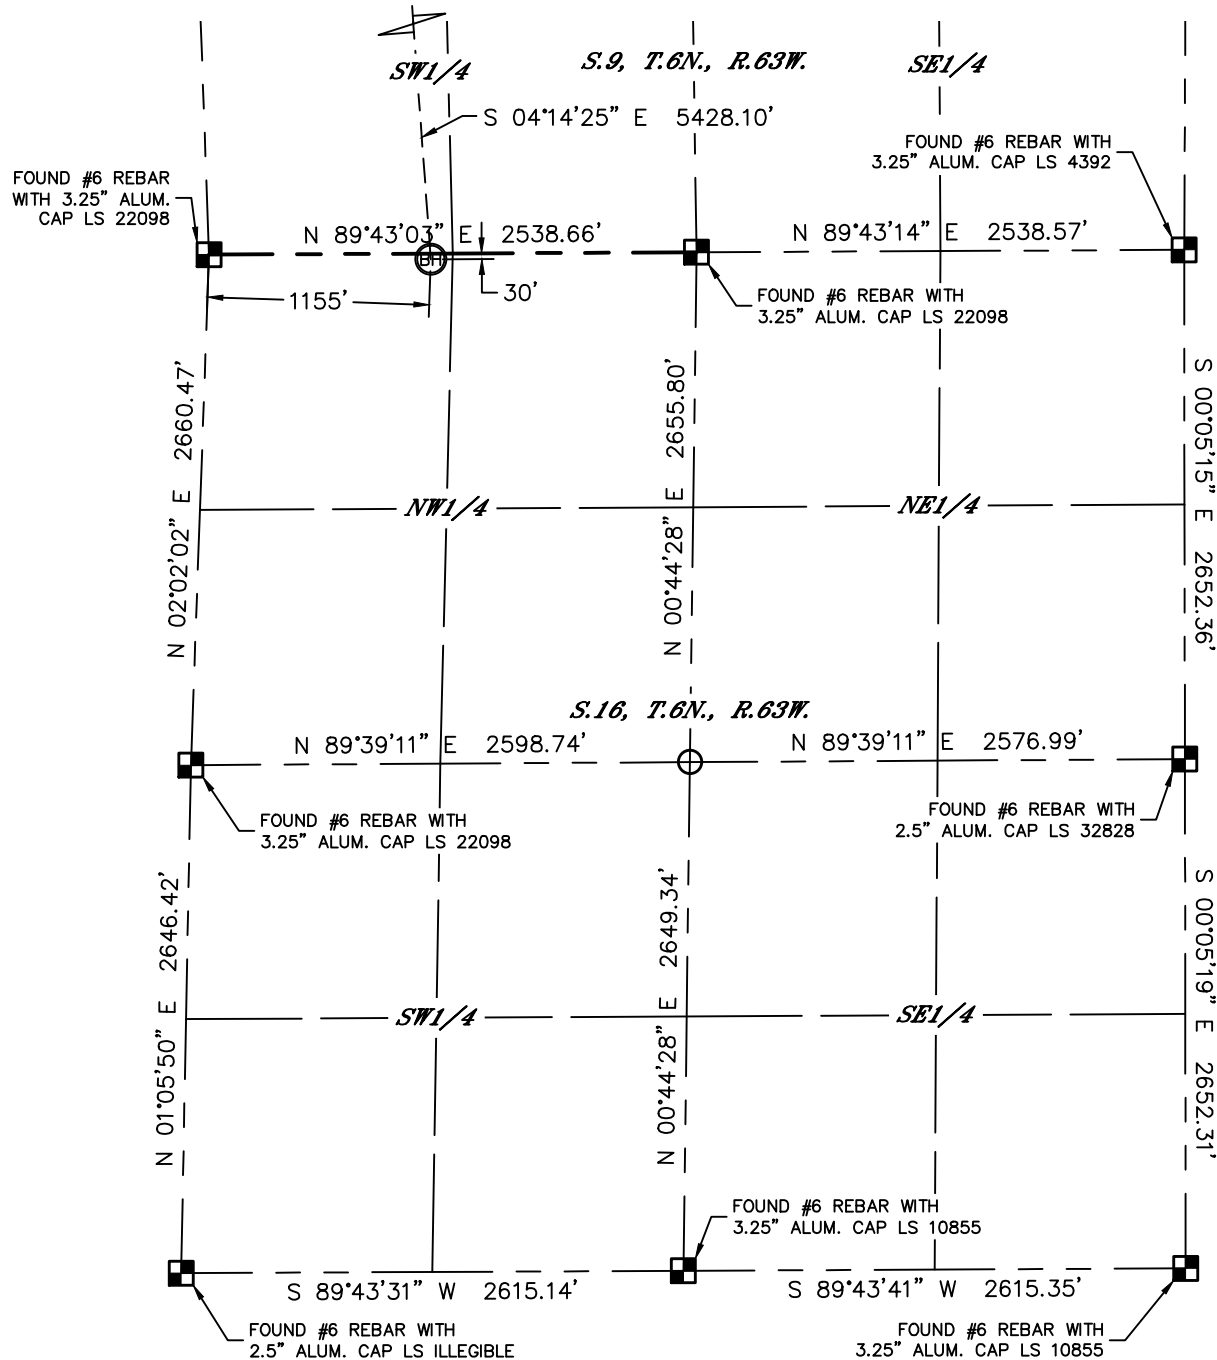 S.9, T.6N., R.63W.
SW1/4
SE1/4
S 04°14'25" E 5428.10'
FOUND #6 REBAR WITH
3.25" ALUM. CAP LS 4392
FOUND #6 REBAR
WITH 3.25" ALUM.
CAP LS 22098
N 89°43'03" E 2538.66'
N 89°43'14" E 2538.57'
BH
1155'
30'
FOUND #6 REBAR WITH
3.25" ALUM. CAP LS 22098
N 02°02'02" E 2660.47'
N 00°44'28" E 2655.80'
S 00°05'15" E 2652.36'
NW1/4
NE1/4
S.16, T.6N., R.63W.
N 89°39'11" E 2598.74'
N 89°39'11" E 2576.99'
FOUND #6 REBAR WITH
3.25" ALUM. CAP LS 22098
FOUND #6 REBAR WITH
2.5" ALUM. CAP LS 32828
N 01°05'50" E 2646.42'
N 00°44'28" E 2649.34'
S 00°05'19" E 2652.31'
SW1/4
SE1/4
FOUND #6 REBAR WITH
3.25" ALUM. CAP LS 10855
S 89°43'31" W 2615.14'
S 89°43'41" W 2615.35'
FOUND #6 REBAR WITH
2.5" ALUM. CAP LS ILLEGIBLE
FOUND #6 REBAR WITH
3.25" ALUM. CAP LS 10855